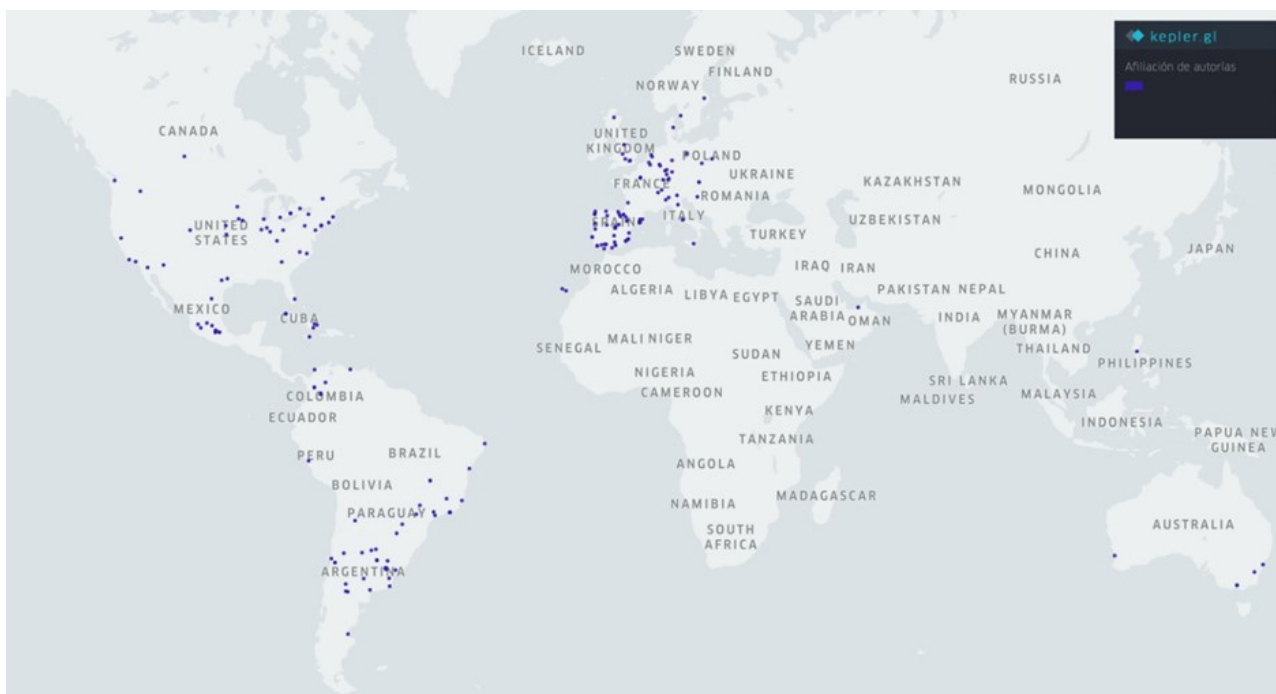 kepler.gl
Afiliación de autorías
ICELAND
SWEDEN
FINLAND
NORWAY
RUSSIA
CANADA
UNITED
KINGDOM
POLAND
UKRAINE
FRANCE
KAZAKHSTAN
MONGOLIA
ROMANIA
UNITED
STATES
SPAIN
ITALY
UZBEKISTAN
TURKEY
CHINA
JAPAN
MOROCCO
IRAQ
IRAN
ALGERIA
LIBYA
EGYPT
PAKISTAN
NEPAL
MEXICO
CUBA
SAUDI
ARABIA
OMAN
INDIA
MYANMAR
(BURMA)
SENEGAL
MALI
NIGER
SUDAN
YEMEN
THAILAND
PHILIPPINES
NIGERIA
ETHIOPIA
SRI LANKA
COLOMBIA
CAMEROON
MALDIVES
MALAYSIA
ECUADOR
KENYA
INDONESIA
TANZANIA
PAPUA NEW
GUINEA
PERU
BRAZIL
ANGOLA
BOLIVIA
MADAGASCAR
NAMIBIA
PARAGUAY
AUSTRALIA
SOUTH
AFRICA
ARGENTINA